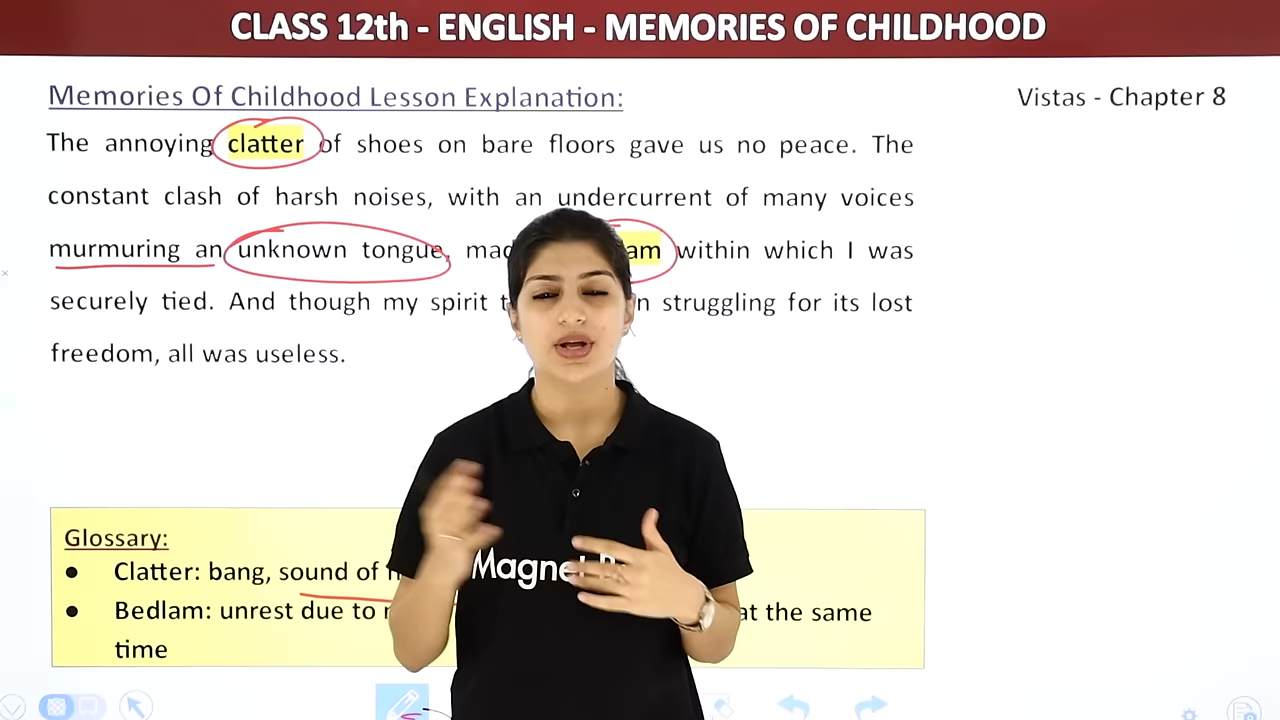 CLASS 12th - ENGLISH - MEMORIES OF CHILDHOOD
Memories Of Childhood Lesson Explanation:
Vistas - Chapter 8
The annoying clatter of shoes on bare floors gave us no peace. The
constant clash of harsh noises, with an undercurrent of many voices
murmuring an unknown tongue, within which I was
securely tied. And though my spirit struggling for its lost
freedom, all was useless.
Glossary:
● Clatter: bang, sound of
● Bedlam: unrest due to at the same
time